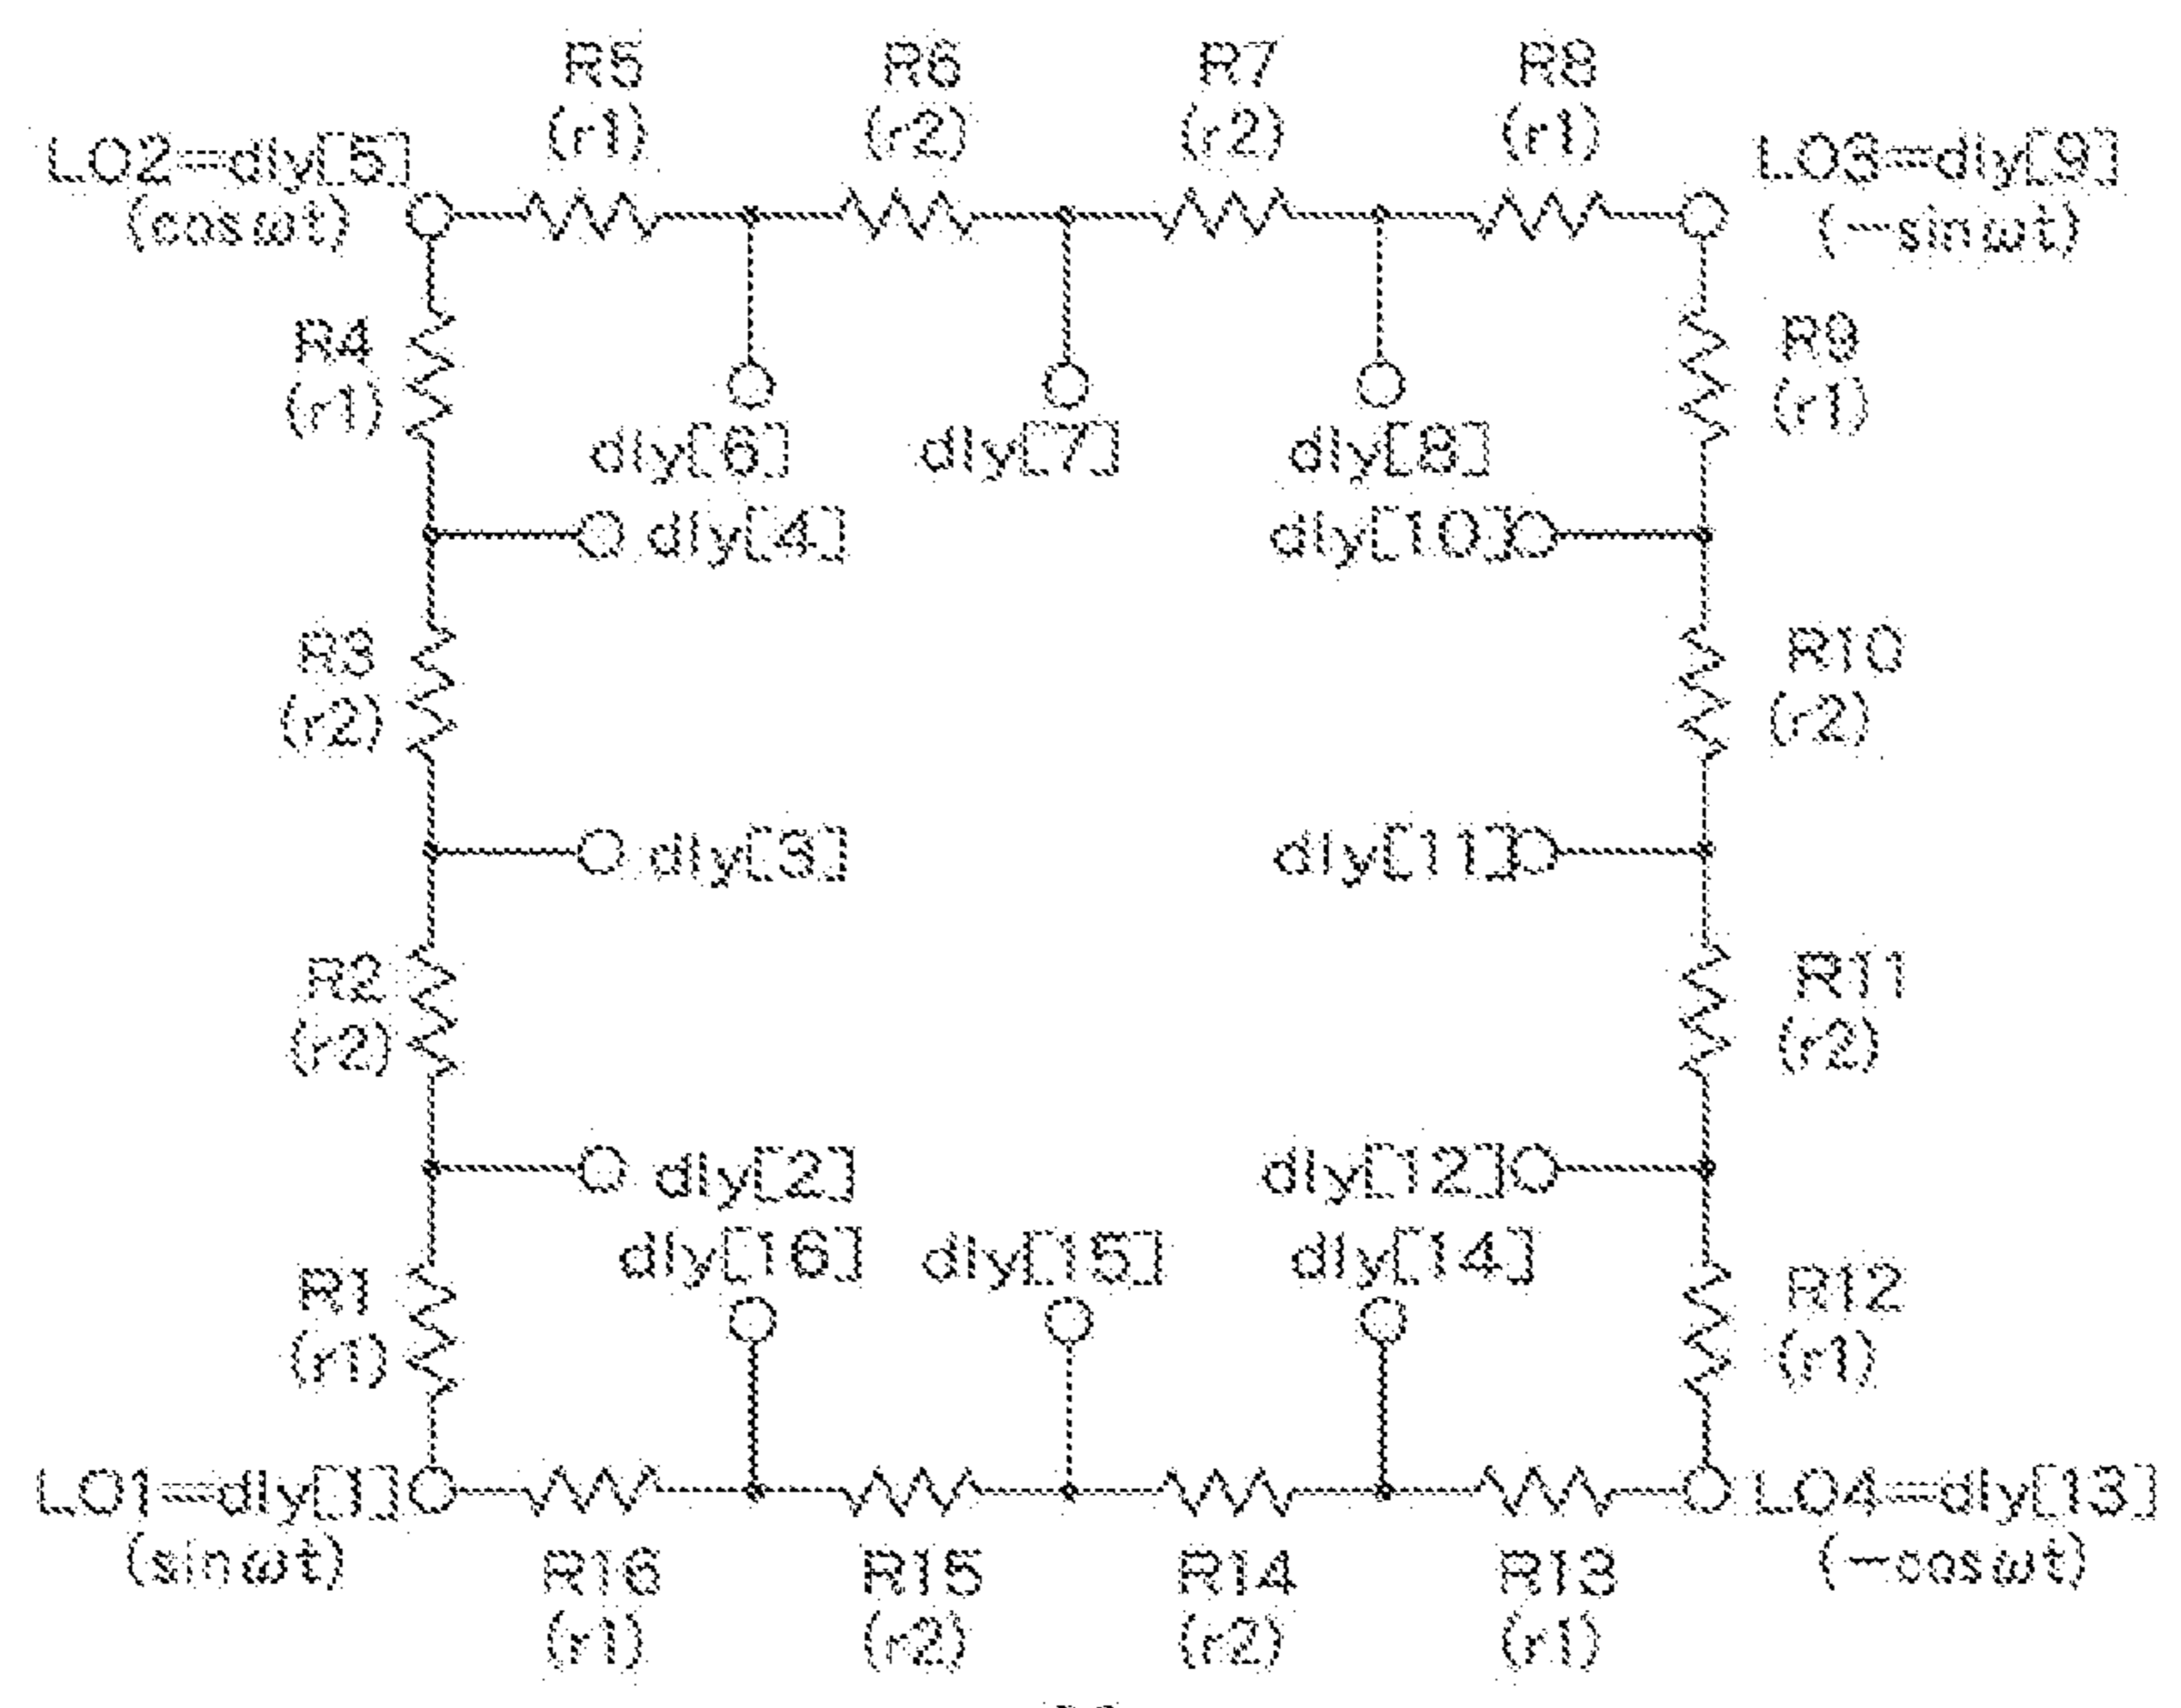 R5
(r1)
R6
(r2)
R7
(r2)
R8
(r1)
LO2=dly[5]
(cosωt)
LO3=dly[9]
(-sinωt)
R4
(r1)
R9
(r1)
dly[6]
dly[7]
dly[8]
dly[4]
dly[10]
R3
(r2)
R10
(r2)
dly[3]
dly[11]
R2
(r2)
R11
(r2)
dly[2]
dly[12]
dly[16]
dly[15]
dly[14]
R1
(r1)
R12
(r1)
LO1=dly[1]
(sinωt)
LO4=dly[13]
(-cosωt)
R16
(r1)
R15
(r2)
R14
(r2)
R13
(r1)